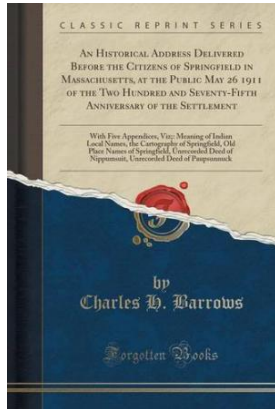 CLASSIC REPRINT SERIES
AN HISTORICAL ADDRESS DELIVERED
BEFORE THE CITIZENS OF SPRINGFIELD IN
MASSACHUSETTS, AT THE PUBLIC MAY 26 1911
OF THE TWO HUNDRED AND SEVENTY-FIFTH
ANNIVERSARY OF THE SETTLEMENT
With Five Appendices, Viz;: Meaning of Indian
Local Names, the Cartography of Springfield, Old
Place Names of Springfield, Unrecorded Deed of
Nippumsuit, Unrecorded Deed of Paupsunnuck
by
Charles H. Barrows
Forgotten Books